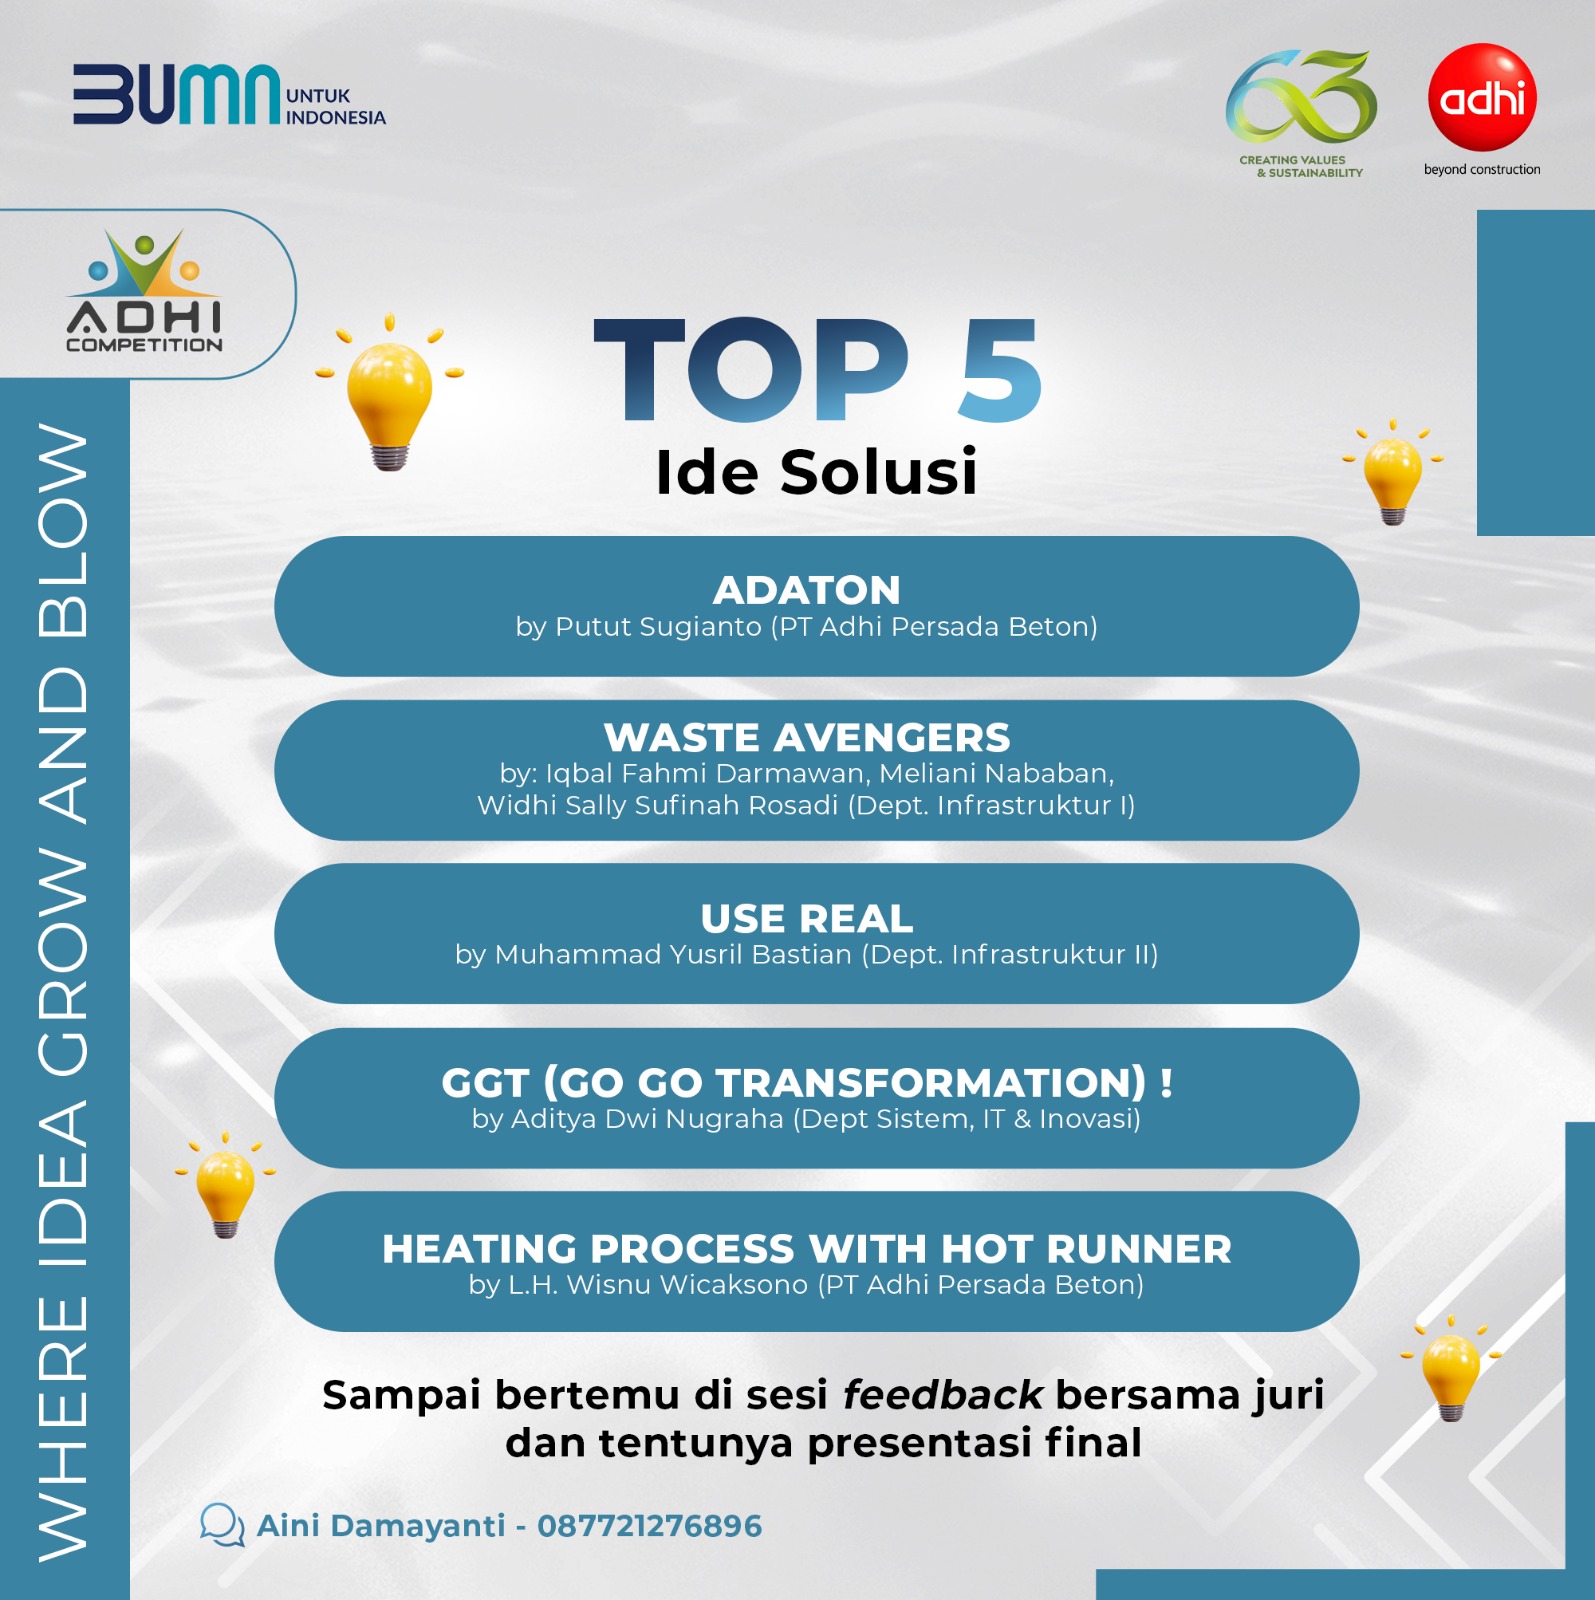 BUMN UNTUK
INDONESIA
63
CREATING VALUES
& SUSTAINABILITY
adhi
beyond construction
ADHI
COMPETITION
WHERE IDEA GROW AND BLOW
TOP 5
Ide Solusi
ADATON
by Putut Sugianto (PT Adhi Persada Beton)
WASTE AVENGERS
by: Iqbal Fahmi Darmawan, Meliani Nababan,
Widhi Sally Sufinah Rosadi (Dept. Infrastruktur I)
USE REAL
by Muhammad Yusril Bastian (Dept. Infrastruktur II)
GGT (GO GO TRANSFORMATION) !
by Aditya Dwi Nugraha (Dept Sistem, IT & Inovasi)
HEATING PROCESS WITH HOT RUNNER
by L.H. Wisnu Wicaksono (PT Adhi Persada Beton)
Sampai bertemu di sesi feedback bersama juri
dan tentunya presentasi final
Aini Damayanti - 087721276896